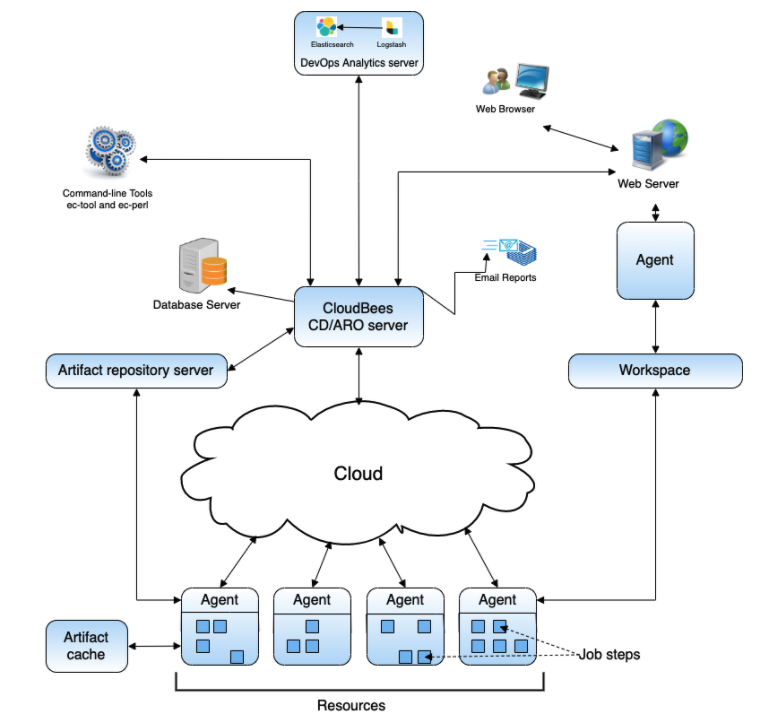 Elasticsearch
Logstash
DevOps Analytics server
Web Browser
Web Server
Command-line Tools
ec-tool and ec-perl
Database Server
Email Reports
Agent
CloudBees
CD/ARO server
Artifact repository server
Workspace
Cloud
Agent
Agent
Agent
Agent
Artifact
cache
Job steps
Resources